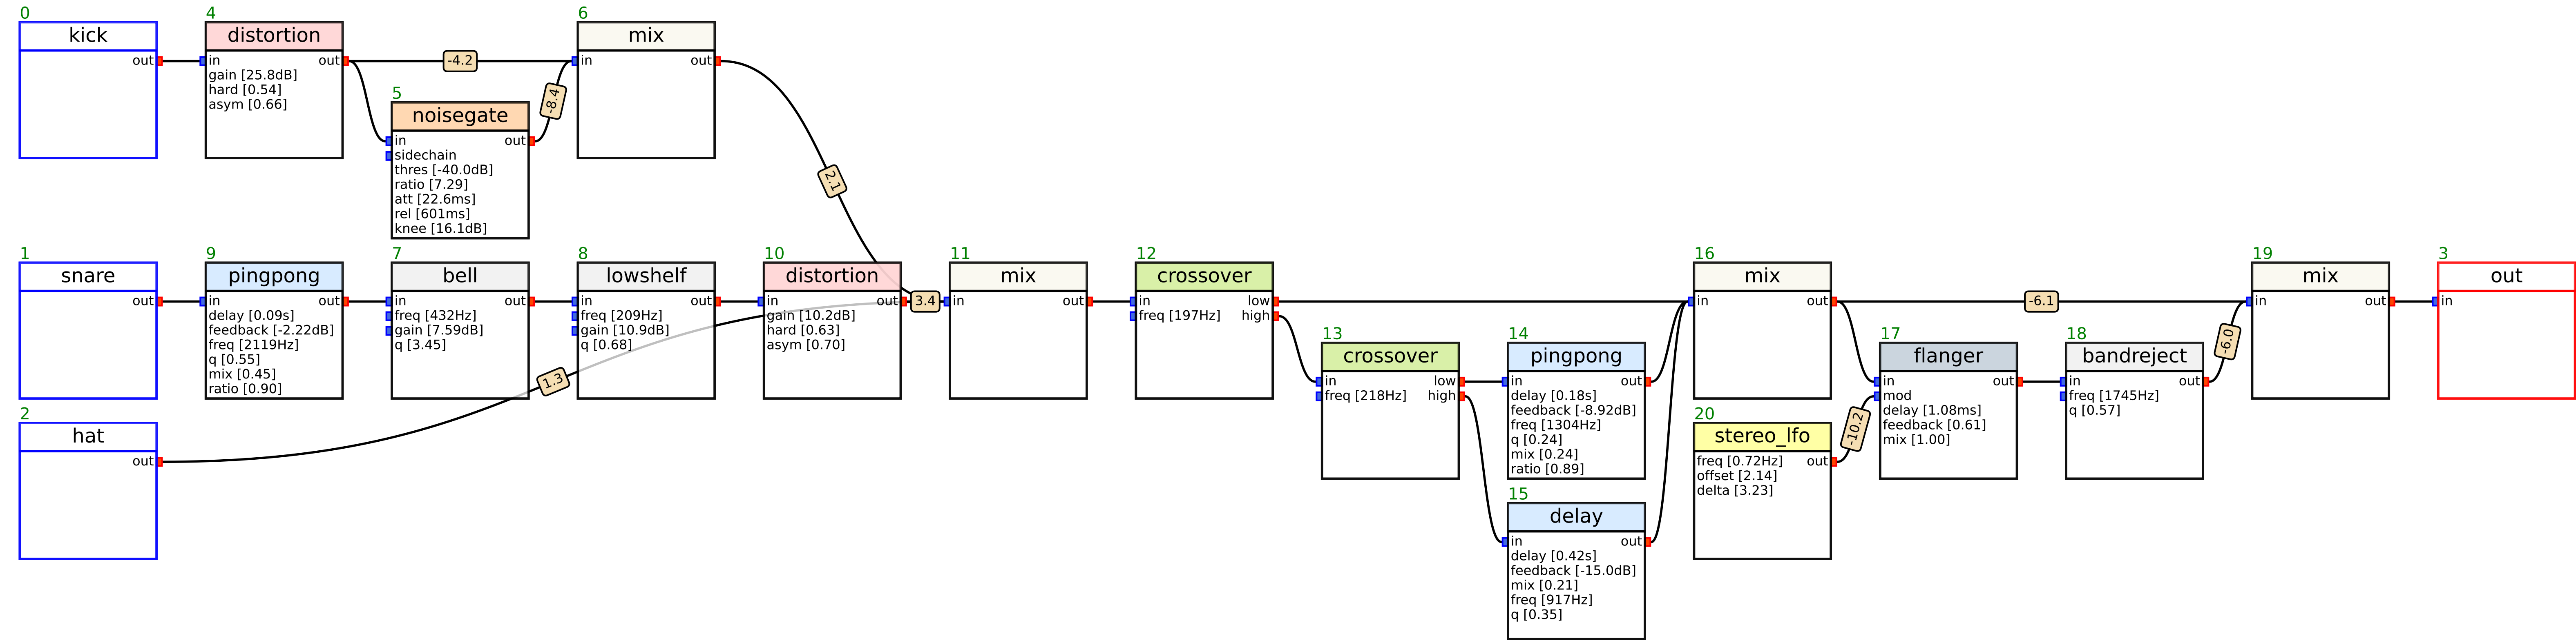 0
kick
out
4
distortion
in out
gain [25.8dB]
hard [0.54]
asym [0.66]
-4.2
5
noisegate
in out
sidechain
thres [-40.0dB]
ratio [7.29]
att [22.6ms]
rel [601ms]
knee [16.1dB]
-8.4
6
mix
in out
2.1
1
snare
out
9
pingpong
in out
delay [0.09s]
feedback [-2.22dB]
freq [2119Hz]
q [0.55]
mix [0.45]
ratio [0.90]
7
bell
in out
freq [432Hz]
gain [7.59dB]
q [3.45]
8
lowshelf
in out
freq [209Hz]
gain [10.9dB]
q [0.68]
10
distortion
in out
gain [10.2dB]
hard [0.63]
asym [0.70]
3.4
11
mix
in out
12
crossover
in low
freq [197Hz] high
2
hat
out
1.3
13
crossover
in low
freq [218Hz] high
14
pingpong
in out
delay [0.18s]
feedback [-8.92dB]
freq [1304Hz]
q [0.24]
mix [0.24]
ratio [0.89]
15
delay
in out
delay [0.42s]
feedback [-15.0dB]
mix [0.21]
freq [917Hz]
q [0.35]
16
mix
in out
-6.1
20
stereo_lfo
freq [0.72Hz] out
offset [2.14]
delta [3.23]
-10.2
17
flanger
in out
mod
delay [1.08ms]
feedback [0.61]
mix [1.00]
18
bandreject
in out
freq [1745Hz]
q [0.57]
-6.0
19
mix
in out
3
out
in